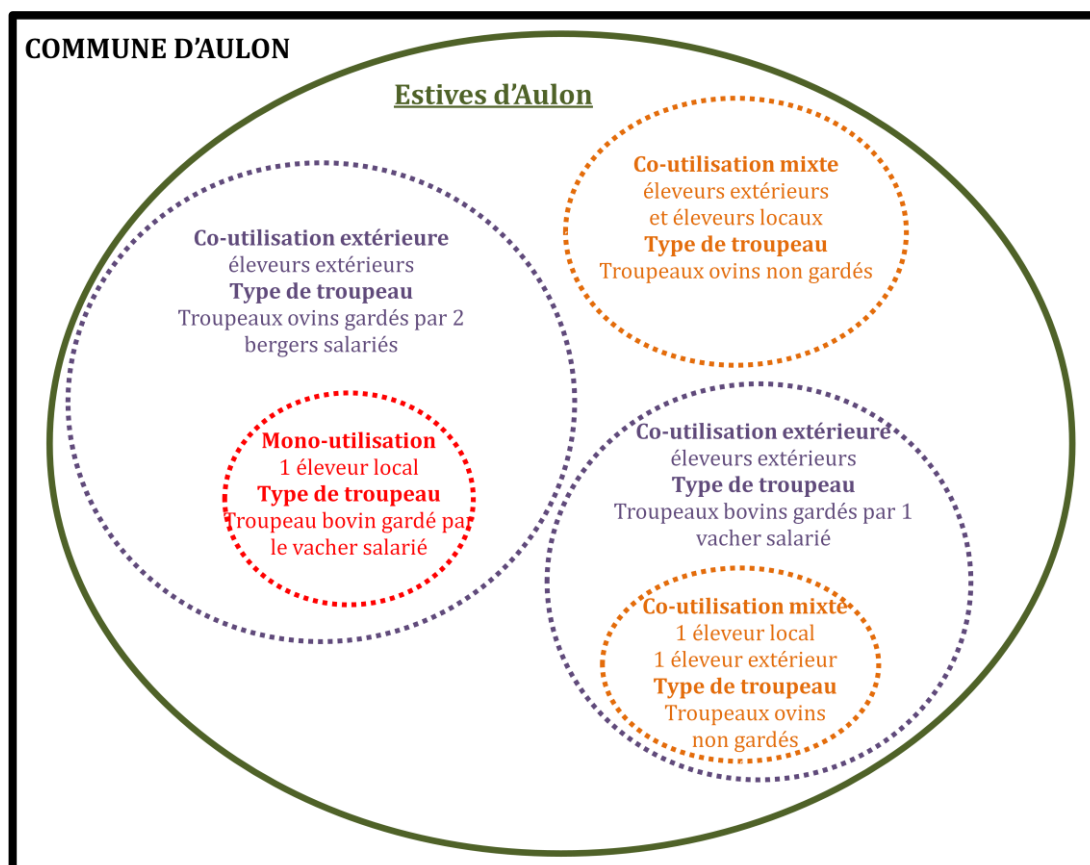 COMMUNE D'AULON
Estives d'Aulon
Co-utilisation mixte
éleveurs extérieurs
et éleveurs locaux
Type de troupeau
Troupeaux ovins non gardés
Co-utilisation extérieure
éleveurs extérieurs
Type de troupeau
Troupeaux ovins gardés par 2
bergers salariés
Mono-utilisation
1 éleveur local
Type de troupeau
Troupeau bovin gardé par
le vacher salarié
Co-utilisation extérieure
éleveurs extérieurs
Type de troupeau
Troupeaux bovins gardés par 1
vacher salarié
Co-utilisation mixte
1 éleveur local
1 éleveur extérieur
Type de troupeau
Troupeaux ovins
non gardés